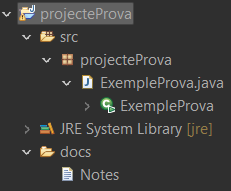 projecteProva
src
projecteProva
ExempleProva.java
ExempleProva
JRE System Library [jre]
docs
Notes